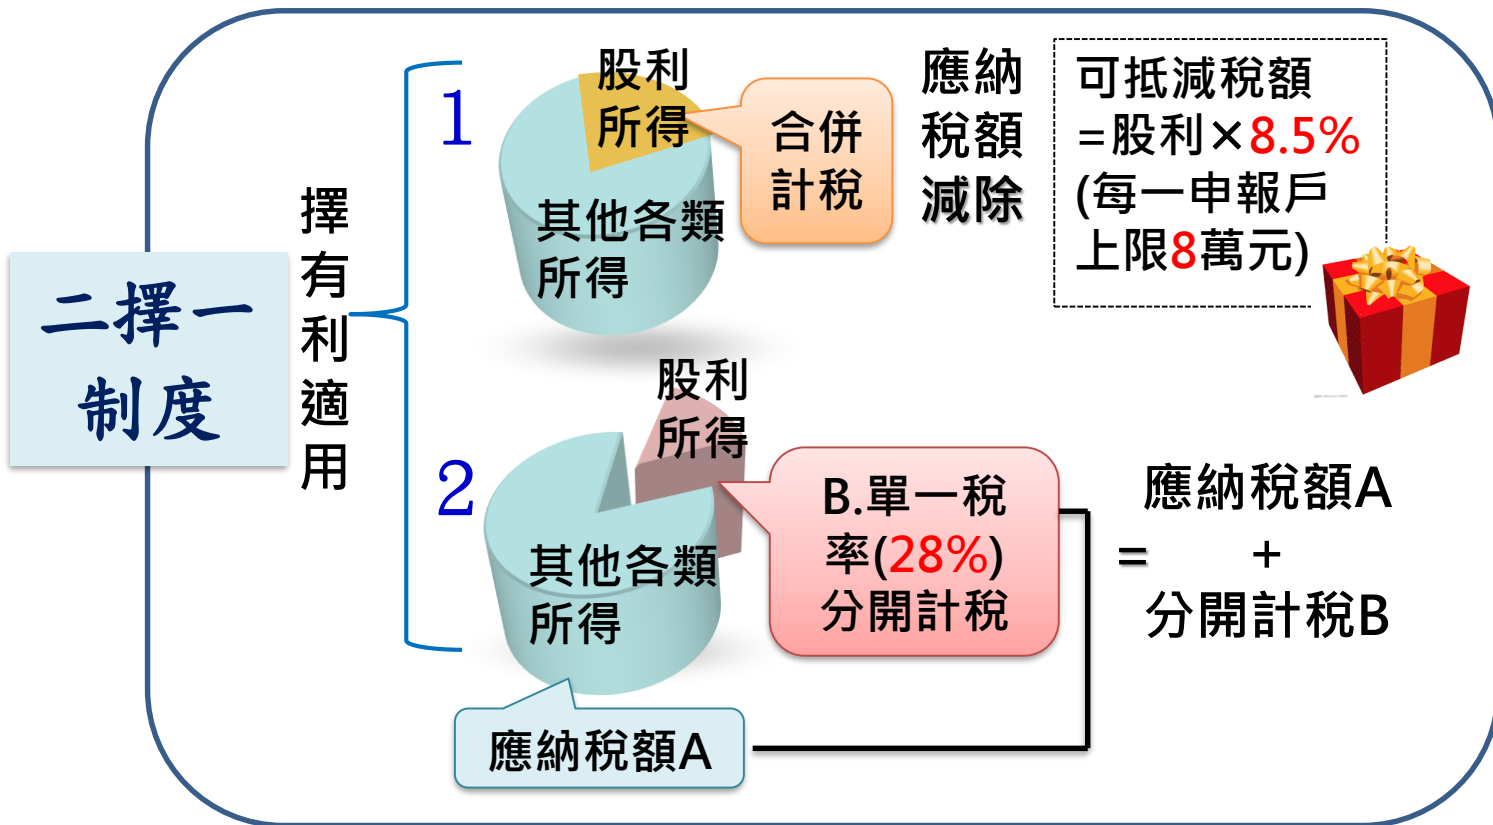 二擇一
制度
擇有利適用
1
股利
所得
其他各類
所得
合併
計稅
應納
稅額
減除
可抵減稅額
=股利×8.5%
(每一申報戶
上限8萬元)
2
股利
所得
其他各類
所得
B.單一稅
率(28%)
分開計稅
應納稅額A
應納稅額A
= +
分開計稅B